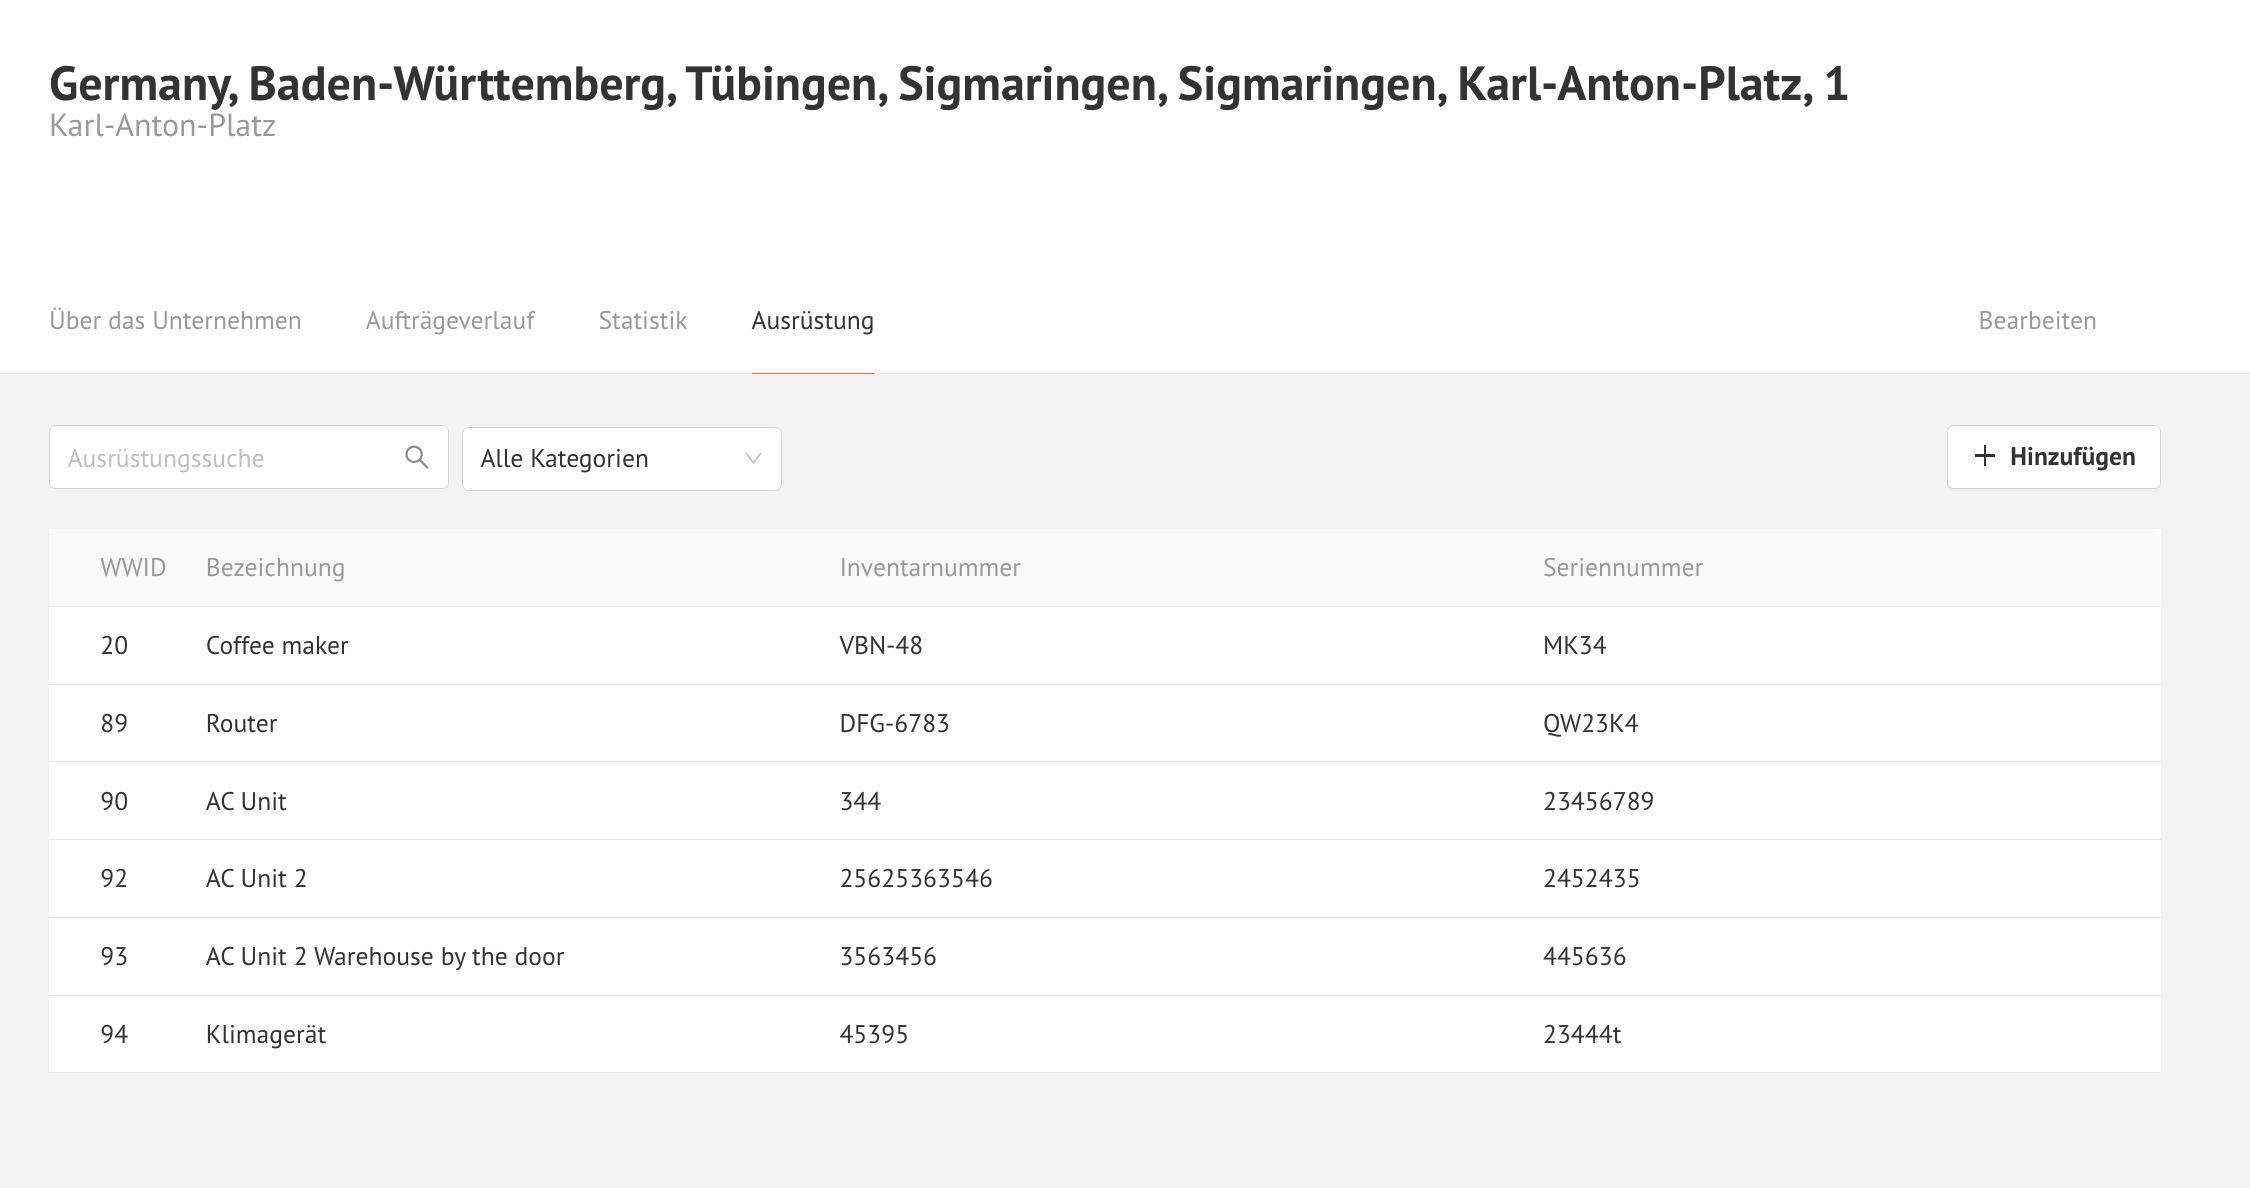 Germany, Baden-Württemberg, Tübingen, Sigmaringen, Sigmaringen, Karl-Anton-Platz, 1
Karl-Anton-Platz
Über das Unternehmen Aufträgeverlauf Statistik Ausrüstung Bearbeiten
Ausrüstungssuche Alle Kategorien Hinzufügen
WWID Bezeichnung Inventarnummer Seriennummer
20 Coffee maker VBN-48 MK34
89 Router DFG-6783 QW23K4
90 AC Unit 344 23456789
92 AC Unit 2 25625363546 2452435
93 AC Unit 2 Warehouse by the door 3563456 445636
94 Klimagerät 45395 23444t